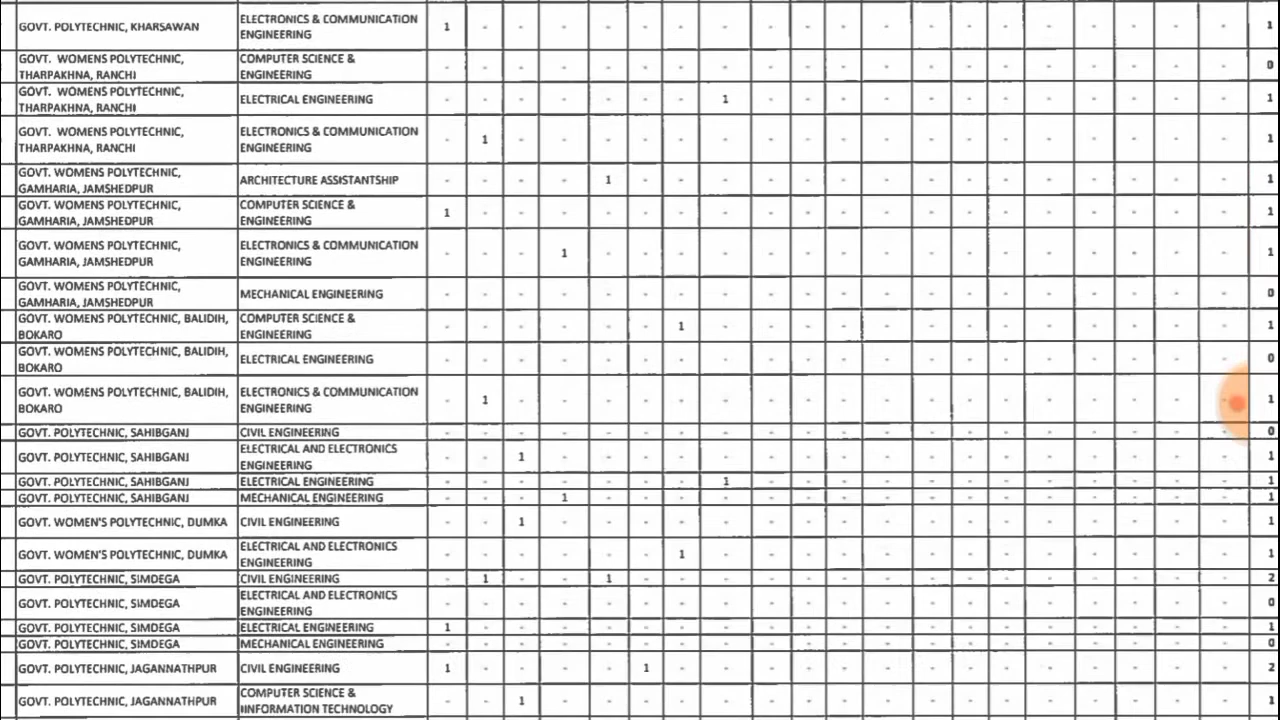 GOVT. POLYTECHNIC, KHARSAWAN ELECTRONICS & COMMUNICATION
ENGINEERING 1 - - - - - - - - - - - - - - - - - - - 1
GOVT. WOMENS POLYTECHNIC, COMPUTER SCIENCE &
THARPAKHNA, RANCHI ENGINEERING - - - - - - - - - - - - - - - - - - - - 0
GOVT. WOMENS POLYTECHNIC,
THARPAKHNA, RANCHI ELECTRICAL ENGINEERING - - - - - - - 1 - - - - - - - - - - - - 1
GOVT. WOMENS POLYTECHNIC, ELECTRONICS & COMMUNICATION
THARPAKHNA, RANCHI ENGINEERING - 1 - - - - - - - - - - - - - - - - - - 1
GOVT. WOMENS POLYTECHNIC,
GAMHARIA, JAMSHEDPUR ARCHITECTURE ASSISTANTSHIP - - - - 1 - - - - - - - - - - - - - - - 1
GOVT. WOMENS POLYTECHNIC, COMPUTER SCIENCE &
GAMHARIA, JAMSHEDPUR ENGINEERING 1 - - - - - - - - - - - - - - - - - - - 1
GOVT. WOMENS POLYTECHNIC, ELECTRONICS & COMMUNICATION
GAMHARIA, JAMSHEDPUR ENGINEERING - - - 1 - - - - - - - - - - - - - - - - 1
GOVT. WOMENS POLYTECHNIC,
GAMHARIA, JAMSHEDPUR MECHANICAL ENGINEERING - - - - - - - - - - - - - - - - - - - - 0
GOVT. WOMENS POLYTECHNIC, BALIDIH, COMPUTER SCIENCE &
BOKARO ENGINEERING - - - - - - 1 - - - - - - - - - - - - - 1
GOVT. WOMENS POLYTECHNIC, BALIDIH,
BOKARO ELECTRICAL ENGINEERING - - - - - - - - - - - - - - - - - - - - 0
GOVT. WOMENS POLYTECHNIC, BALIDIH, ELECTRONICS & COMMUNICATION
BOKARO ENGINEERING - 1 - - - - - - - - - - - - - - - - - - 1
GOVT. POLYTECHNIC, SAHIBGANJ CIVIL ENGINEERING - - - - - - - - - - - - - - - - - - - - 0
GOVT. POLYTECHNIC, SAHIBGANJ ELECTRICAL AND ELECTRONICS
ENGINEERING - - 1 - - - - - - - - - - - - - - - - - 1
GOVT. POLYTECHNIC, SAHIBGANJ ELECTRICAL ENGINEERING - - - - - - - 1 - - - - - - - - - - - - 1
GOVT. POLYTECHNIC, SAHIBGANJ MECHANICAL ENGINEERING - - - 1 - - - - - - - - - - - - - - - - 1
GOVT. WOMEN'S POLYTECHNIC, DUMKA CIVIL ENGINEERING - - 1 - - - - - - - - - - - - - - - - - 1
GOVT. WOMEN'S POLYTECHNIC, DUMKA ELECTRICAL AND ELECTRONICS
ENGINEERING - - - - - - 1 - - - - - - - - - - - - - 1
GOVT. POLYTECHNIC, SIMDEGA CIVIL ENGINEERING - 1 - - 1 - - - - - - - - - - - - - - - 2
GOVT. POLYTECHNIC, SIMDEGA ELECTRICAL AND ELECTRONICS
ENGINEERING - - - - - - - - - - - - - - - - - - - - 0
GOVT. POLYTECHNIC, SIMDEGA ELECTRICAL ENGINEERING 1 - - - - - - - - - - - - - - - - - - - 1
GOVT. POLYTECHNIC, SIMDEGA MECHANICAL ENGINEERING - - - - - - - - - - - - - - - - - - - - 0
GOVT. POLYTECHNIC, JAGANNATHPUR CIVIL ENGINEERING 1 - - - - 1 - - - - - - - - - - - - - - 2
GOVT. POLYTECHNIC, JAGANNATHPUR COMPUTER SCIENCE &
IINFORMATION TECHNOLOGY - - 1 - - - - - - - - - - - - - - - - - 1